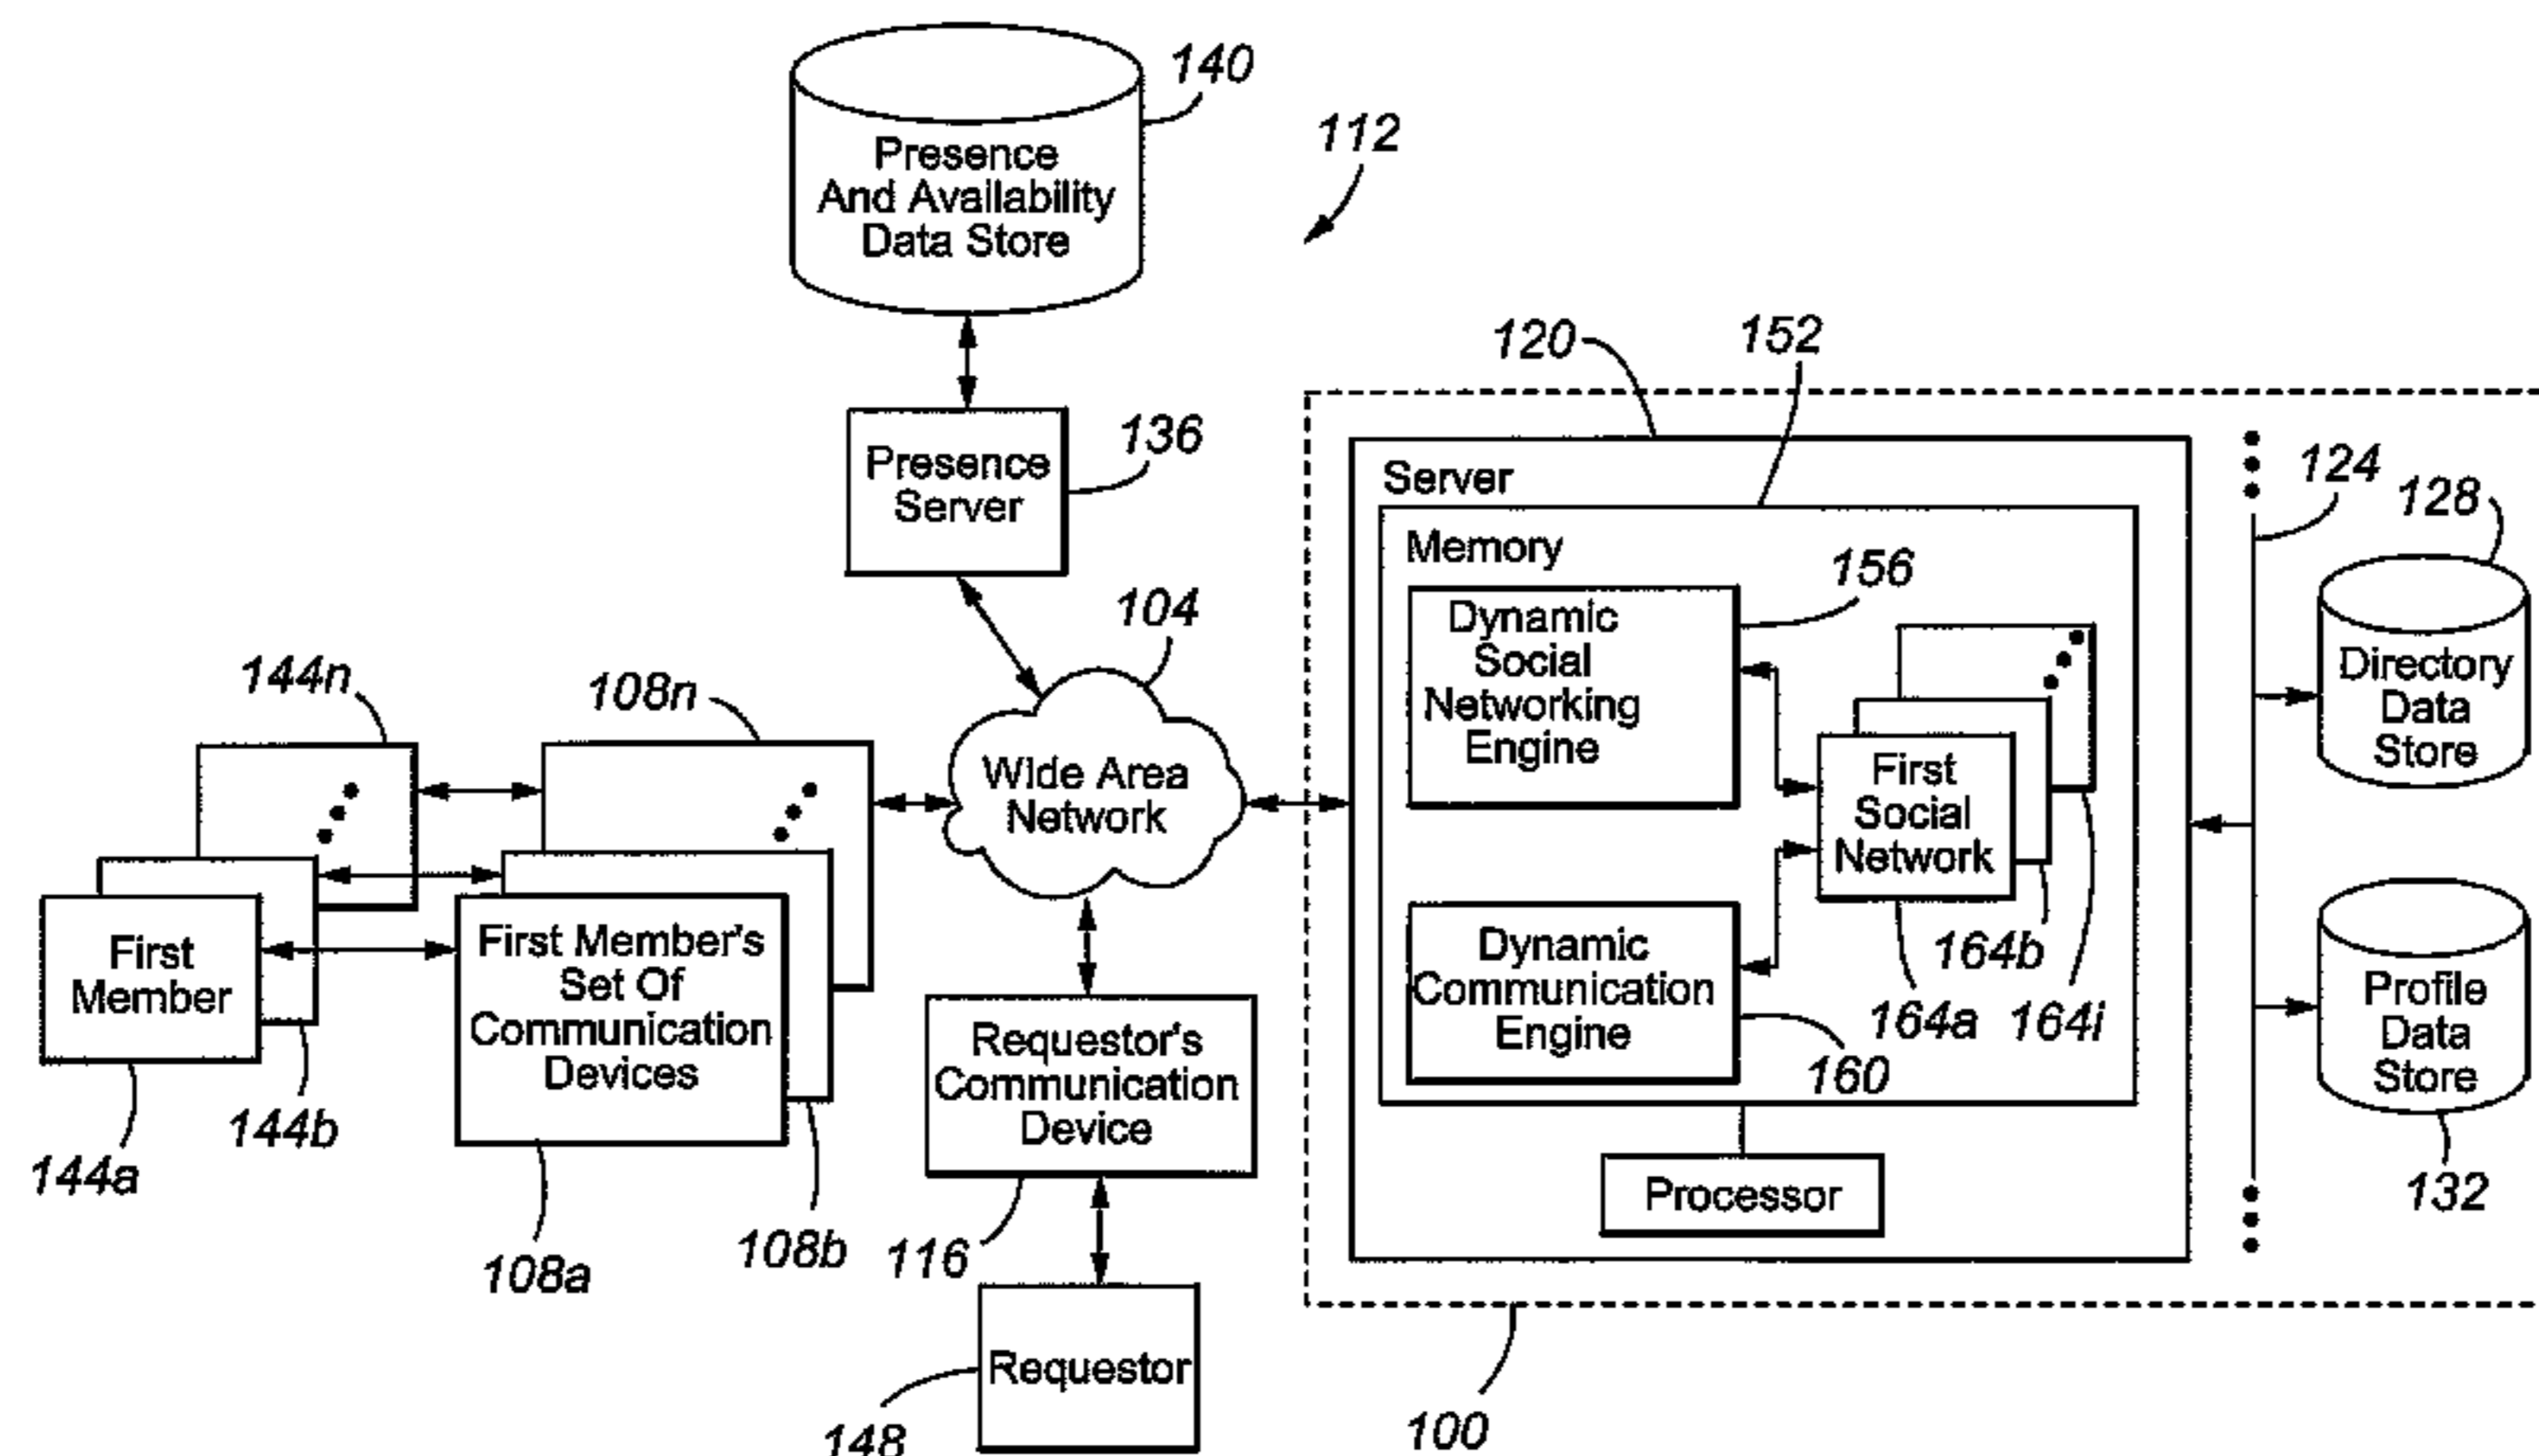 140
Presence
And Availability
Data Store
112
Presence
Server
136
120
152
104
144n
108n
Wide Area
Network
First
Member
144a
144b
First Member's
Set Of
Communication
Devices
108a
108b
Requestor's
Communication
Device
116
Requestor
148
Server
Memory
Dynamic
Social
Networking
Engine
156
First
Social
Network
164a
164b
164i
Dynamic
Communication
Engine
160
Processor
100
124
128
Directory
Data
Store
Profile
Data
Store
132